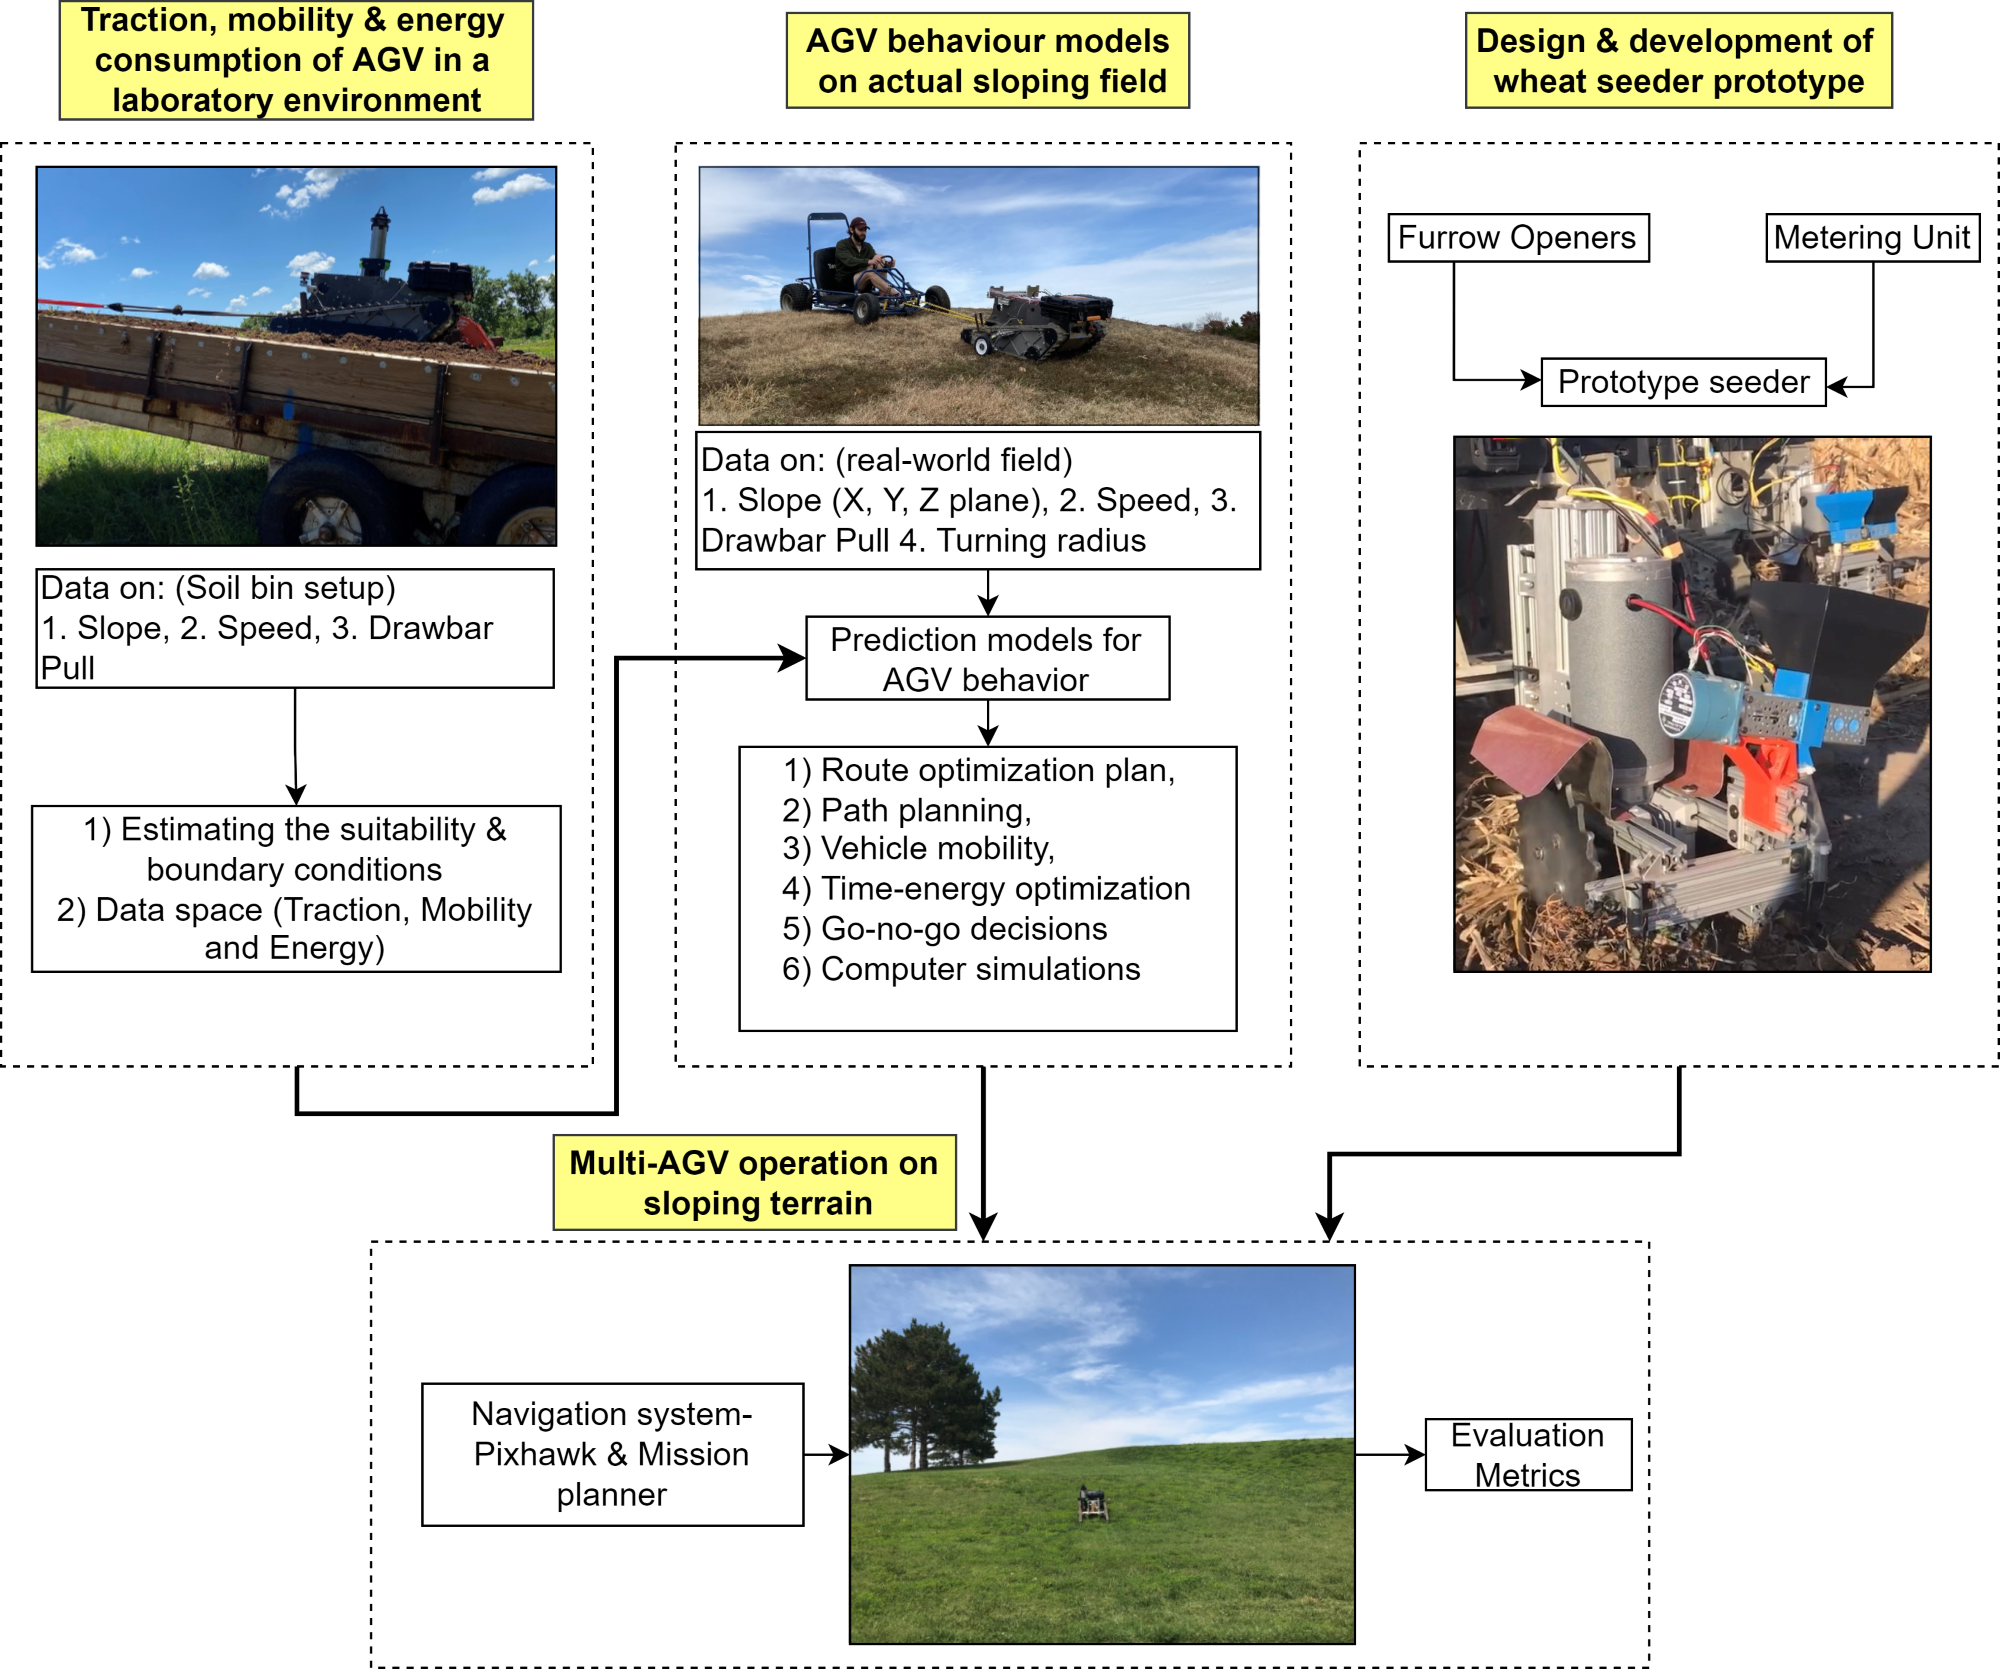 Traction, mobility & energy
consumption of AGV in a
laboratory environment
Data on: (Soil bin setup)
1. Slope, 2. Speed, 3. Drawbar
Pull
1) Estimating the suitability &
boundary conditions
2) Data space (Traction, Mobility
and Energy)
AGV behaviour models
on actual sloping field
Data on: (real-world field)
1. Slope (X, Y, Z plane), 2. Speed, 3.
Drawbar Pull 4. Turning radius
Prediction models for
AGV behavior
1) Route optimization plan,
2) Path planning,
3) Vehicle mobility,
4) Time-energy optimization
5) Go-no-go decisions
6) Computer simulations
Design & development of
wheat seeder prototype
Furrow Openers
Metering Unit
Prototype seeder
Multi-AGV operation on
sloping terrain
Navigation system-
Pixhawk & Mission
planner
Evaluation
Metrics